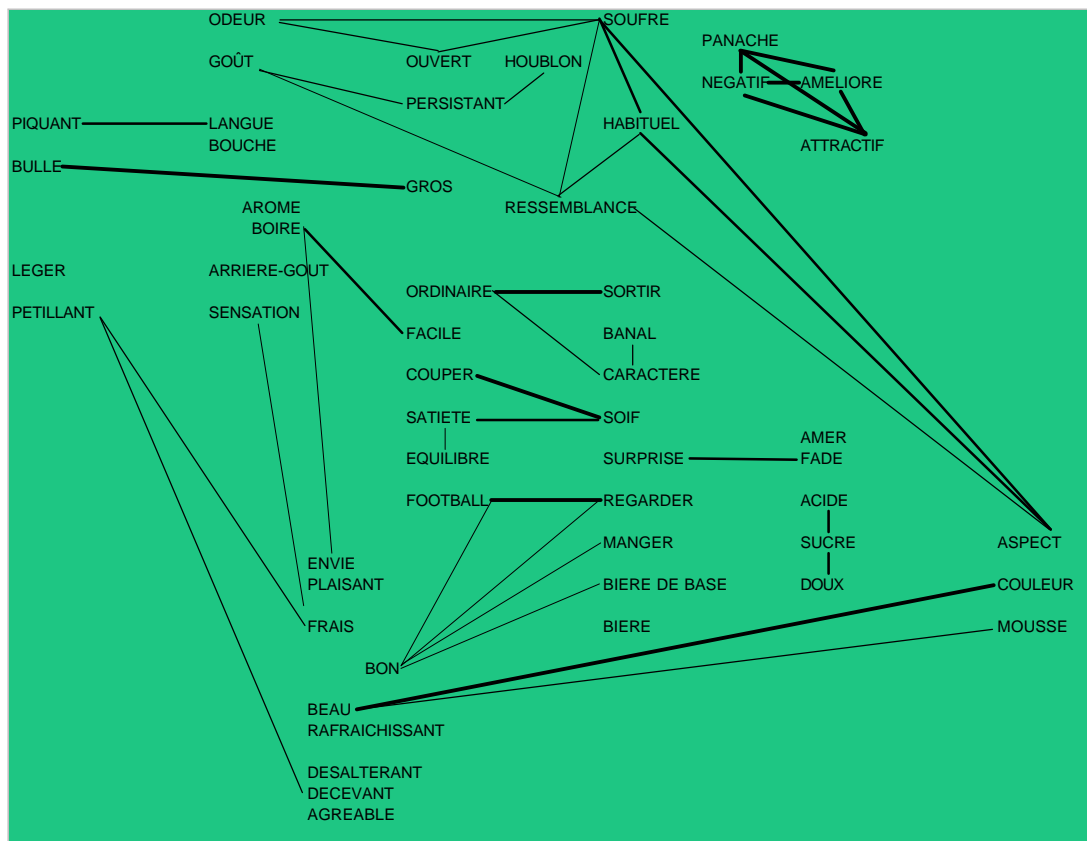 ODEUR SOUFRE
PANACHE
GOÛT OUVERT HOUBLON
NEGATIF AMELIORE
PERSISTANT
PIQUANT LANGUE HABITUEL
BOUCHE ATTRACTIF
BULLE
GROS
AROME RESSEMBLANCE
BOIRE
LEGER ARRIERE-GOUT
ORDINAIRE SORTIR
PETILLANT SENSATION
FACILE BANAL
COUPER CARACTERE
SATIETE SOIF
AMER
EQUILIBRE SURPRISE FADE
FOOTBALL REGARDER ACIDE
MANGER SUCRE ASPECT
ENVIE
PLAISANT BIERE DE BASE DOUX COULEUR
FRAIS BIERE MOUSSE
BON
BEAU
RAFRAICHISSANT
DESALTERANT
DECEVANT
AGREABLE